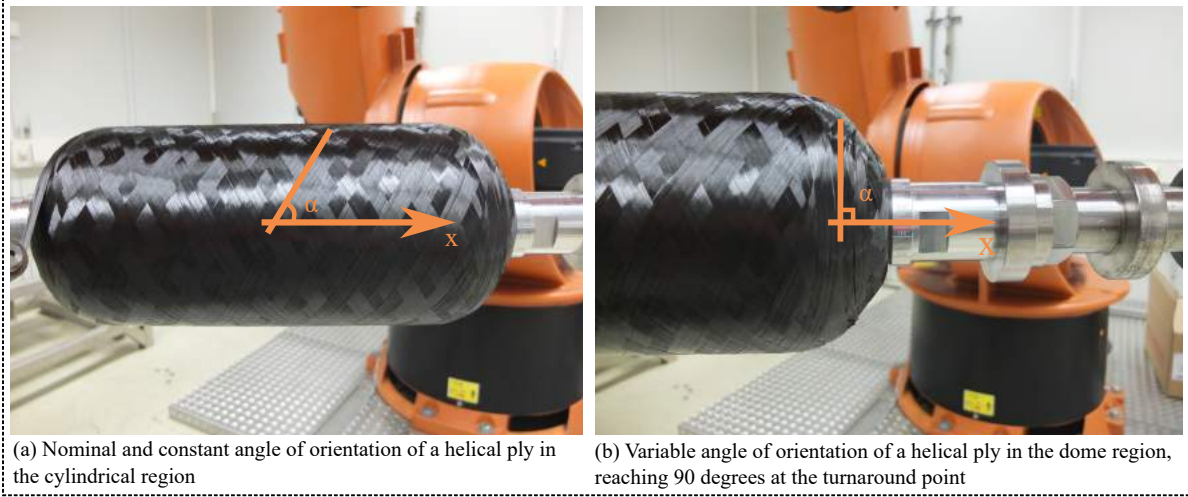 α
x
α
x
(a) Nominal and constant angle of orientation of a helical ply in
the cylindrical region
(b) Variable angle of orientation of a helical ply in the dome region,
reaching 90 degrees at the turnaround point